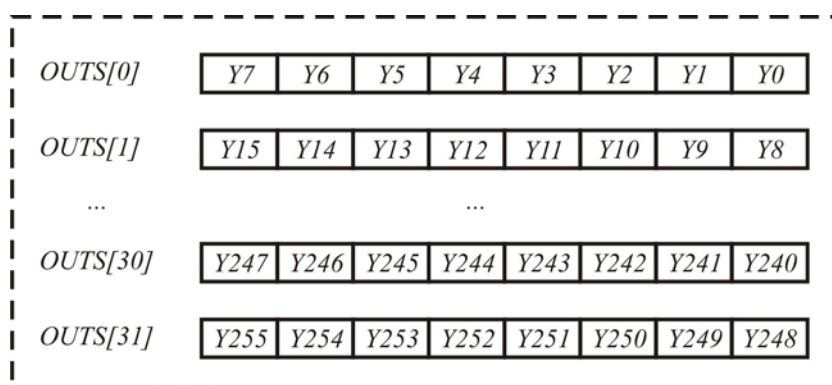 OUTS[0] Y7 Y6 Y5 Y4 Y3 Y2 Y1 Y0
OUTS[1] Y15 Y14 Y13 Y12 Y11 Y10 Y9 Y8
... ...
OUTS[30] Y247 Y246 Y245 Y244 Y243 Y242 Y241 Y240
OUTS[31] Y255 Y254 Y253 Y252 Y251 Y250 Y249 Y248